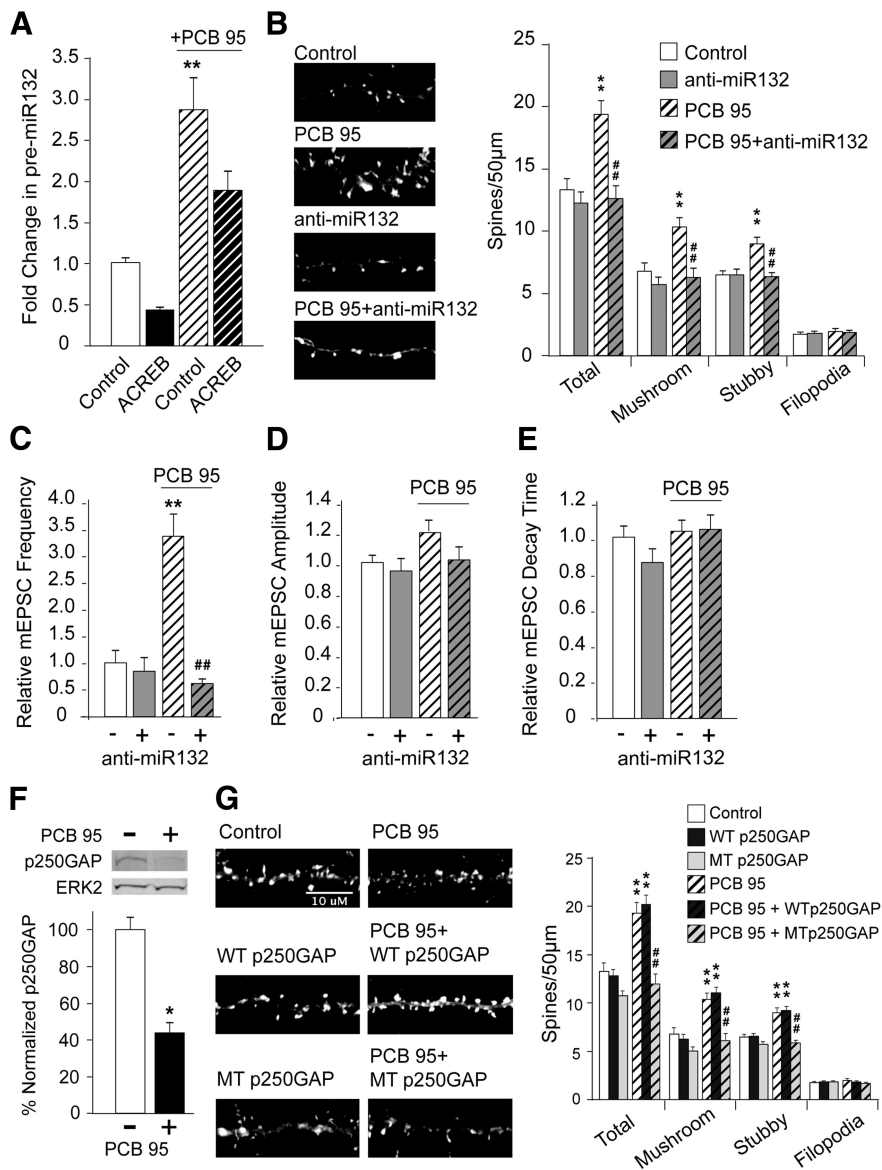 A
+PCB 95
Fold Change in pre-miR132
3.5
3.0
2.0
1.0
0.5
0
**
Control
ACREB
Control
ACREB
B
Control
PCB 95
anti-miR132
PCB 95+anti-miR132
Spines/50µm
25
20
15
10
5
0
Control
anti-miR132
PCB 95
PCB 95+anti-miR132
**
##
**
##
**
##
Total
Mushroom
Stubby
Filopodia
C
PCB 95
Relative mEPSC Frequency
4.0
3.5
3.0
2.5
1.5
1.0
0.5
0
**
##
- + - +
anti-miR132
D
PCB 95
Relative mEPSC Amplitude
1.4
1.2
1.0
0.8
0.6
0.4
0.2
0
- + - +
anti-miR132
E
PCB 95
Relative mEPSC Decay Time
1.2
1.0
0.8
0.6
0.4
0.2
0
- + - +
anti-miR132
F
PCB 95 - +
p250GAP
ERK2
% Normalized p250GAP
100
80
60
40
20
0
*
- +
PCB 95
G
Control
PCB 95
10 uM
WT p250GAP
PCB 95+
WT p250GAP
MT p250GAP
PCB 95+
MT p250GAP
Spines/50µm
25
20
15
10
5
0
Control
WT p250GAP
MT p250GAP
PCB 95
PCB 95 + WTp250GAP
PCB 95 + MTp250GAP
** **
##
** **
##
** **
##
Total
Mushroom
Stubby
Filopodia